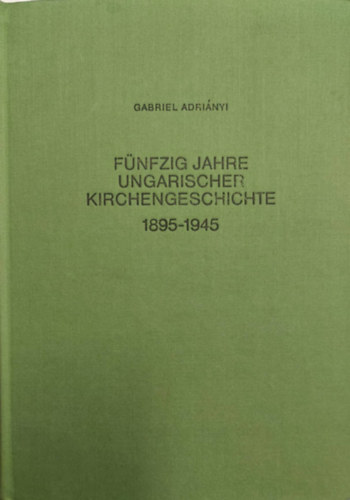 GABRIEL ADRIÁNYI
FÜNFZIG JAHRE
UNGARISCHER
KIRCHENGESCHICHTE
1895-1945